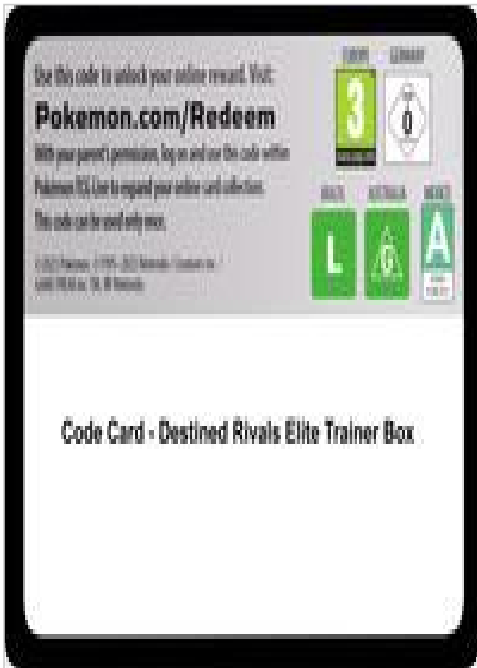 Use this code to unlock your online reward. Visit:
Pokemon.com/Redeem
With your parent's permission, log on and use this code within
Pokémon TCG Live to expand your online card collection.
This code can be used only once.
EUROPE
GERMANY
3
0
BRAZIL
AUSTRALIA
MEXICO
L
G
A
Code Card - Destined Rivals Elite Trainer Box